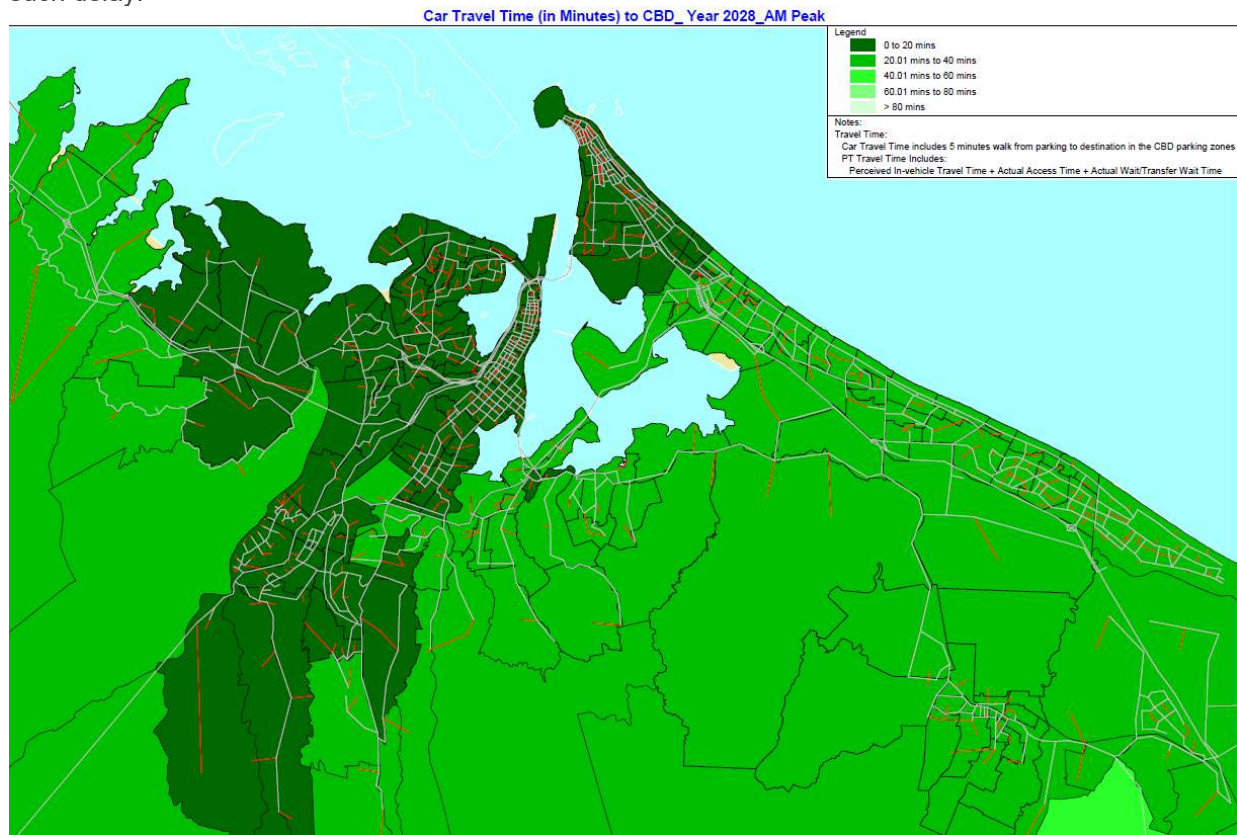 Car Travel Time (in Minutes) to CBD_ Year 2028_AM Peak
Legend
0 to 20 mins
20.01 mins to 40 mins
40.01 mins to 60 mins
60.01 mins to 80 mins
> 80 mins
Notes:
Travel Time:
Car Travel Time includes 5 minutes walk from parking to destination in the CBD parking zones
PT Travel Time Includes:
Perceived In-vehicle Travel Time + Actual Access Time + Actual Wait/Transfer Wait Time